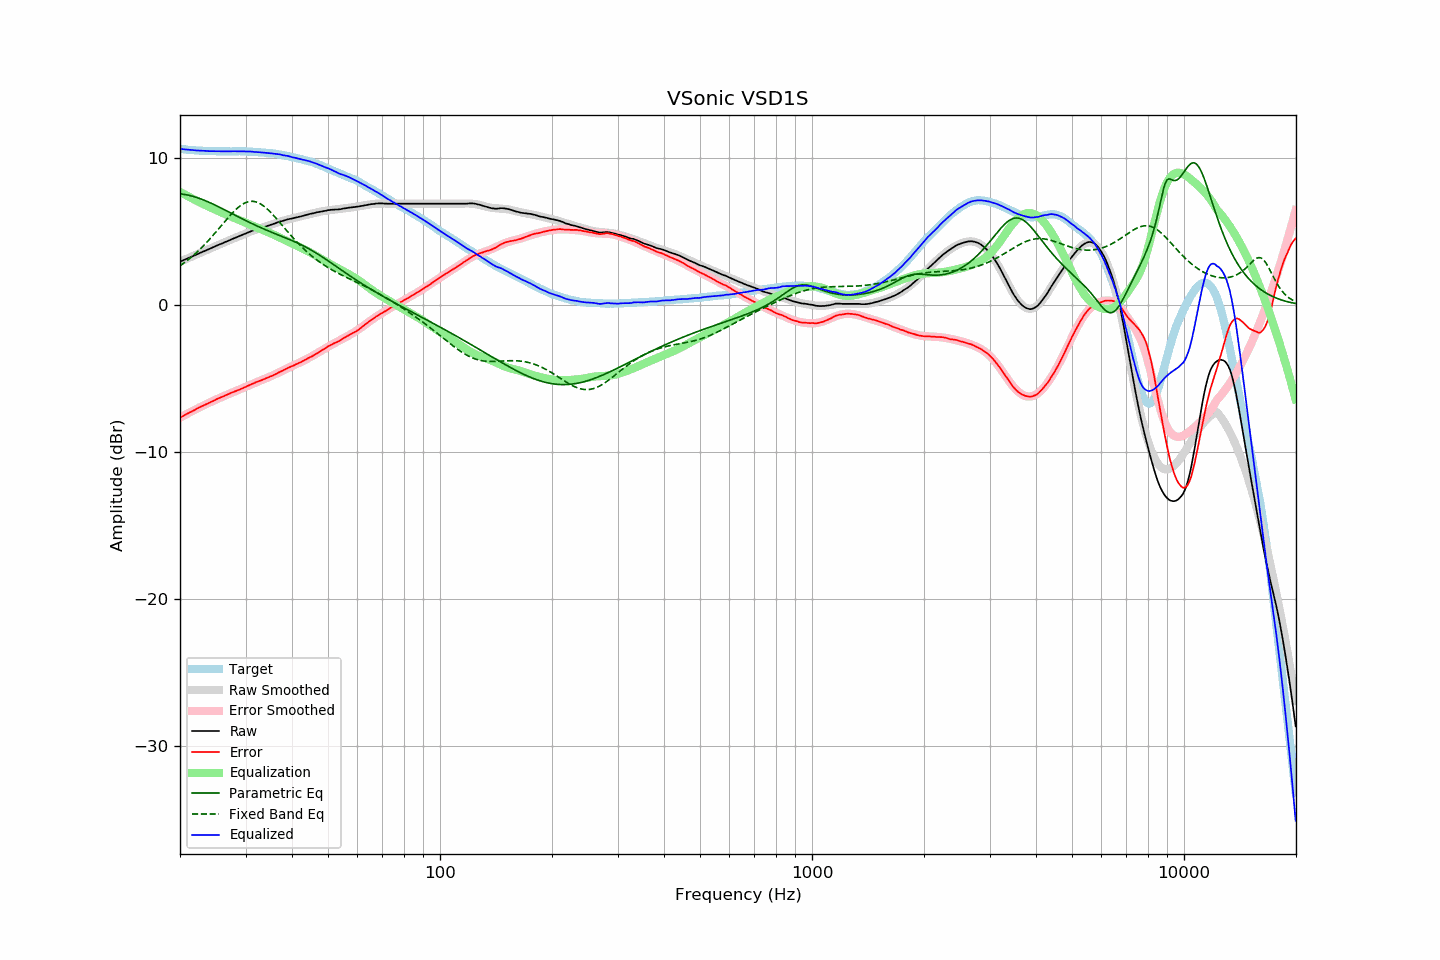 VSonic VSD1S
10
0
−10
−20
−30
Amplitude (dBr)
Target
Raw Smoothed
Error Smoothed
Raw
Error
Equalization
Parametric Eq
Fixed Band Eq
Equalized
100
1000
10000
Frequency (Hz)